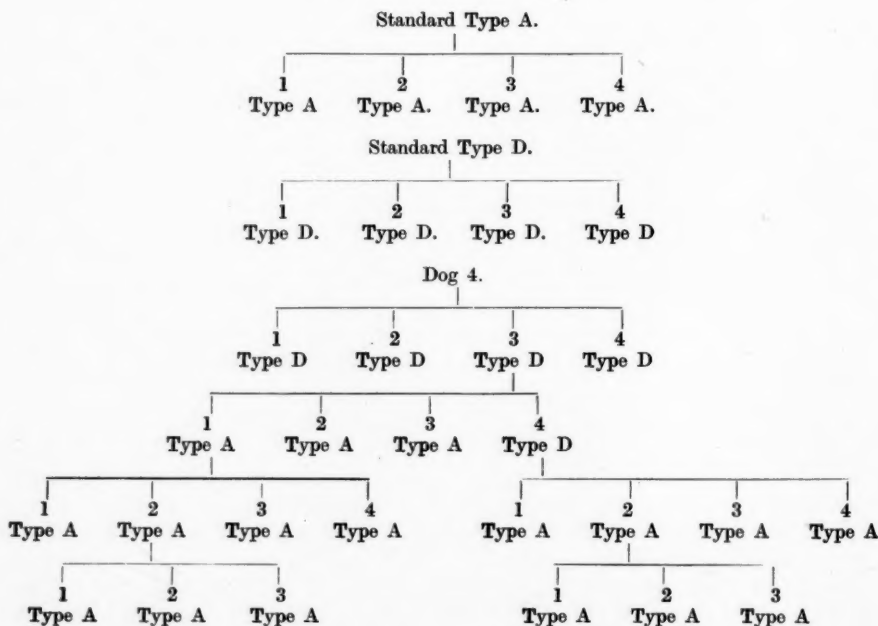 Standard Type A.
1 2 3 4
Type A Type A. Type A. Type A.
Standard Type D.
1 2 3 4
Type D. Type D. Type D. Type D
Dog 4.
1 2 3 4
Type D Type D Type D Type D
1 2 3 4
Type A Type A Type A Type D
1 2 3 4 1 2 3 4
Type A Type A Type A Type A Type A Type A Type A Type A
1 2 3 1 2 3
Type A Type A Type A Type A Type A Type A